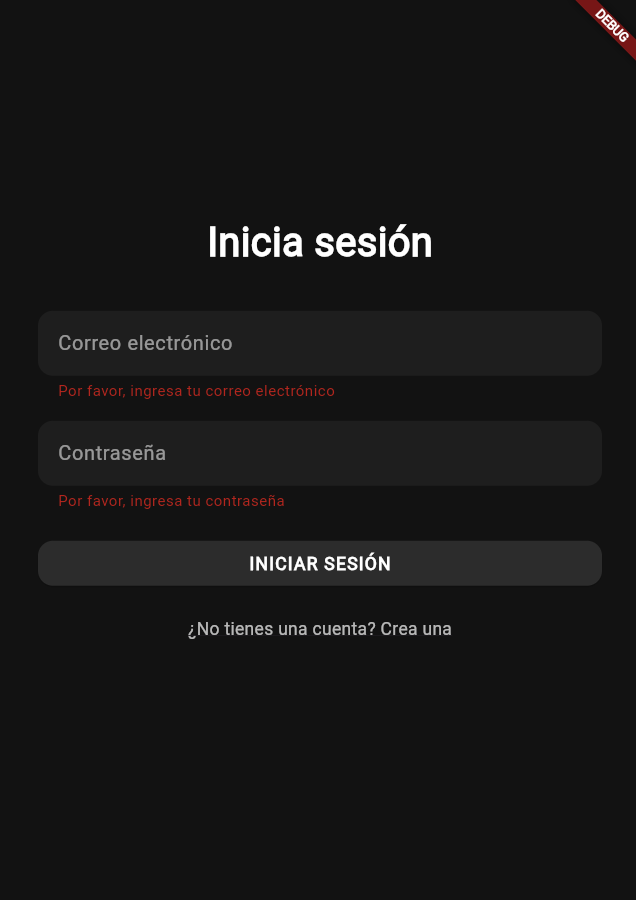 DEBUG
Inicia sesión
Correo electrónico
Por favor, ingresa tu correo electrónico
Contraseña
Por favor, ingresa tu contraseña
INICIAR SESIÓN
¿No tienes una cuenta? Crea una